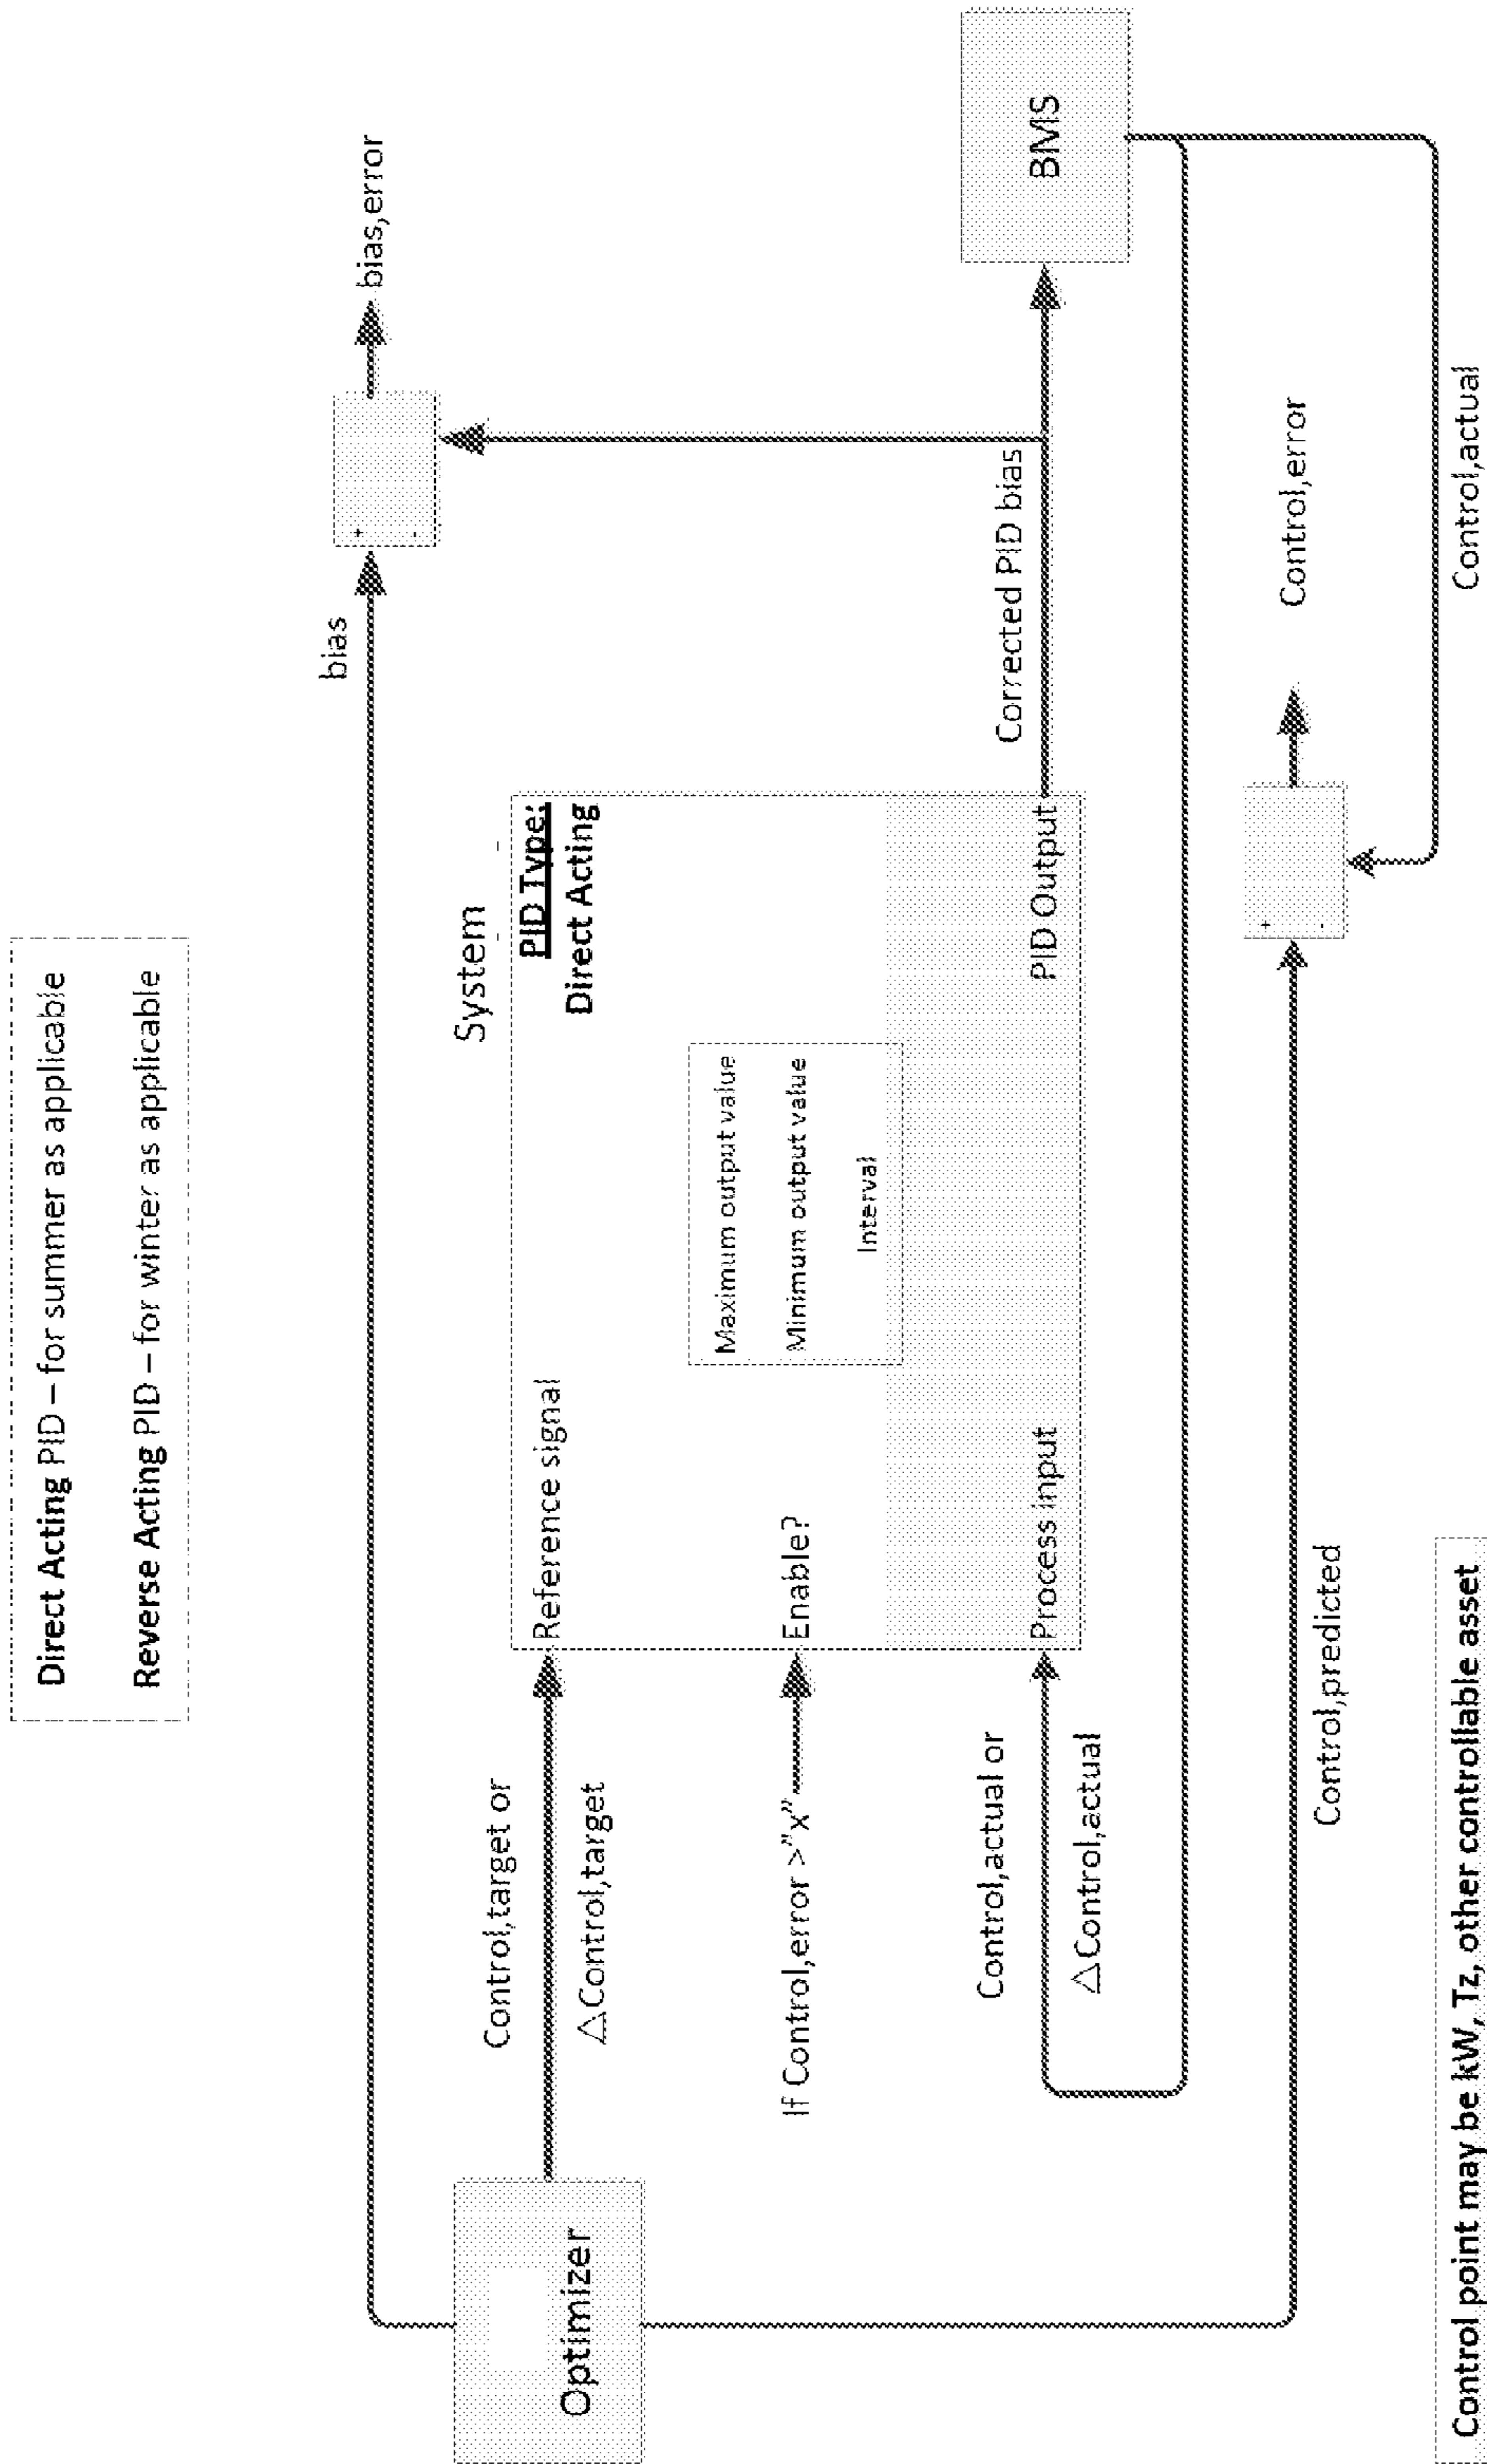 Direct Acting PID – for summer as applicable
Reverse Acting PID – for winter as applicable
bias
bias,error
+
-
System
PID Type:
Direct Acting
Control,target or
△Control,target
Reference signal
Optimizer
Maximum output value
Minimum output value
Interval
If Control,error >"x"
Enable?
Control,actual or
△Control,actual
Process input
PID Output
Corrected PID bias
BMS
Control,predicted
+
-
Control,error
Control,actual
Control point may be kW, Tz, other controllable asset